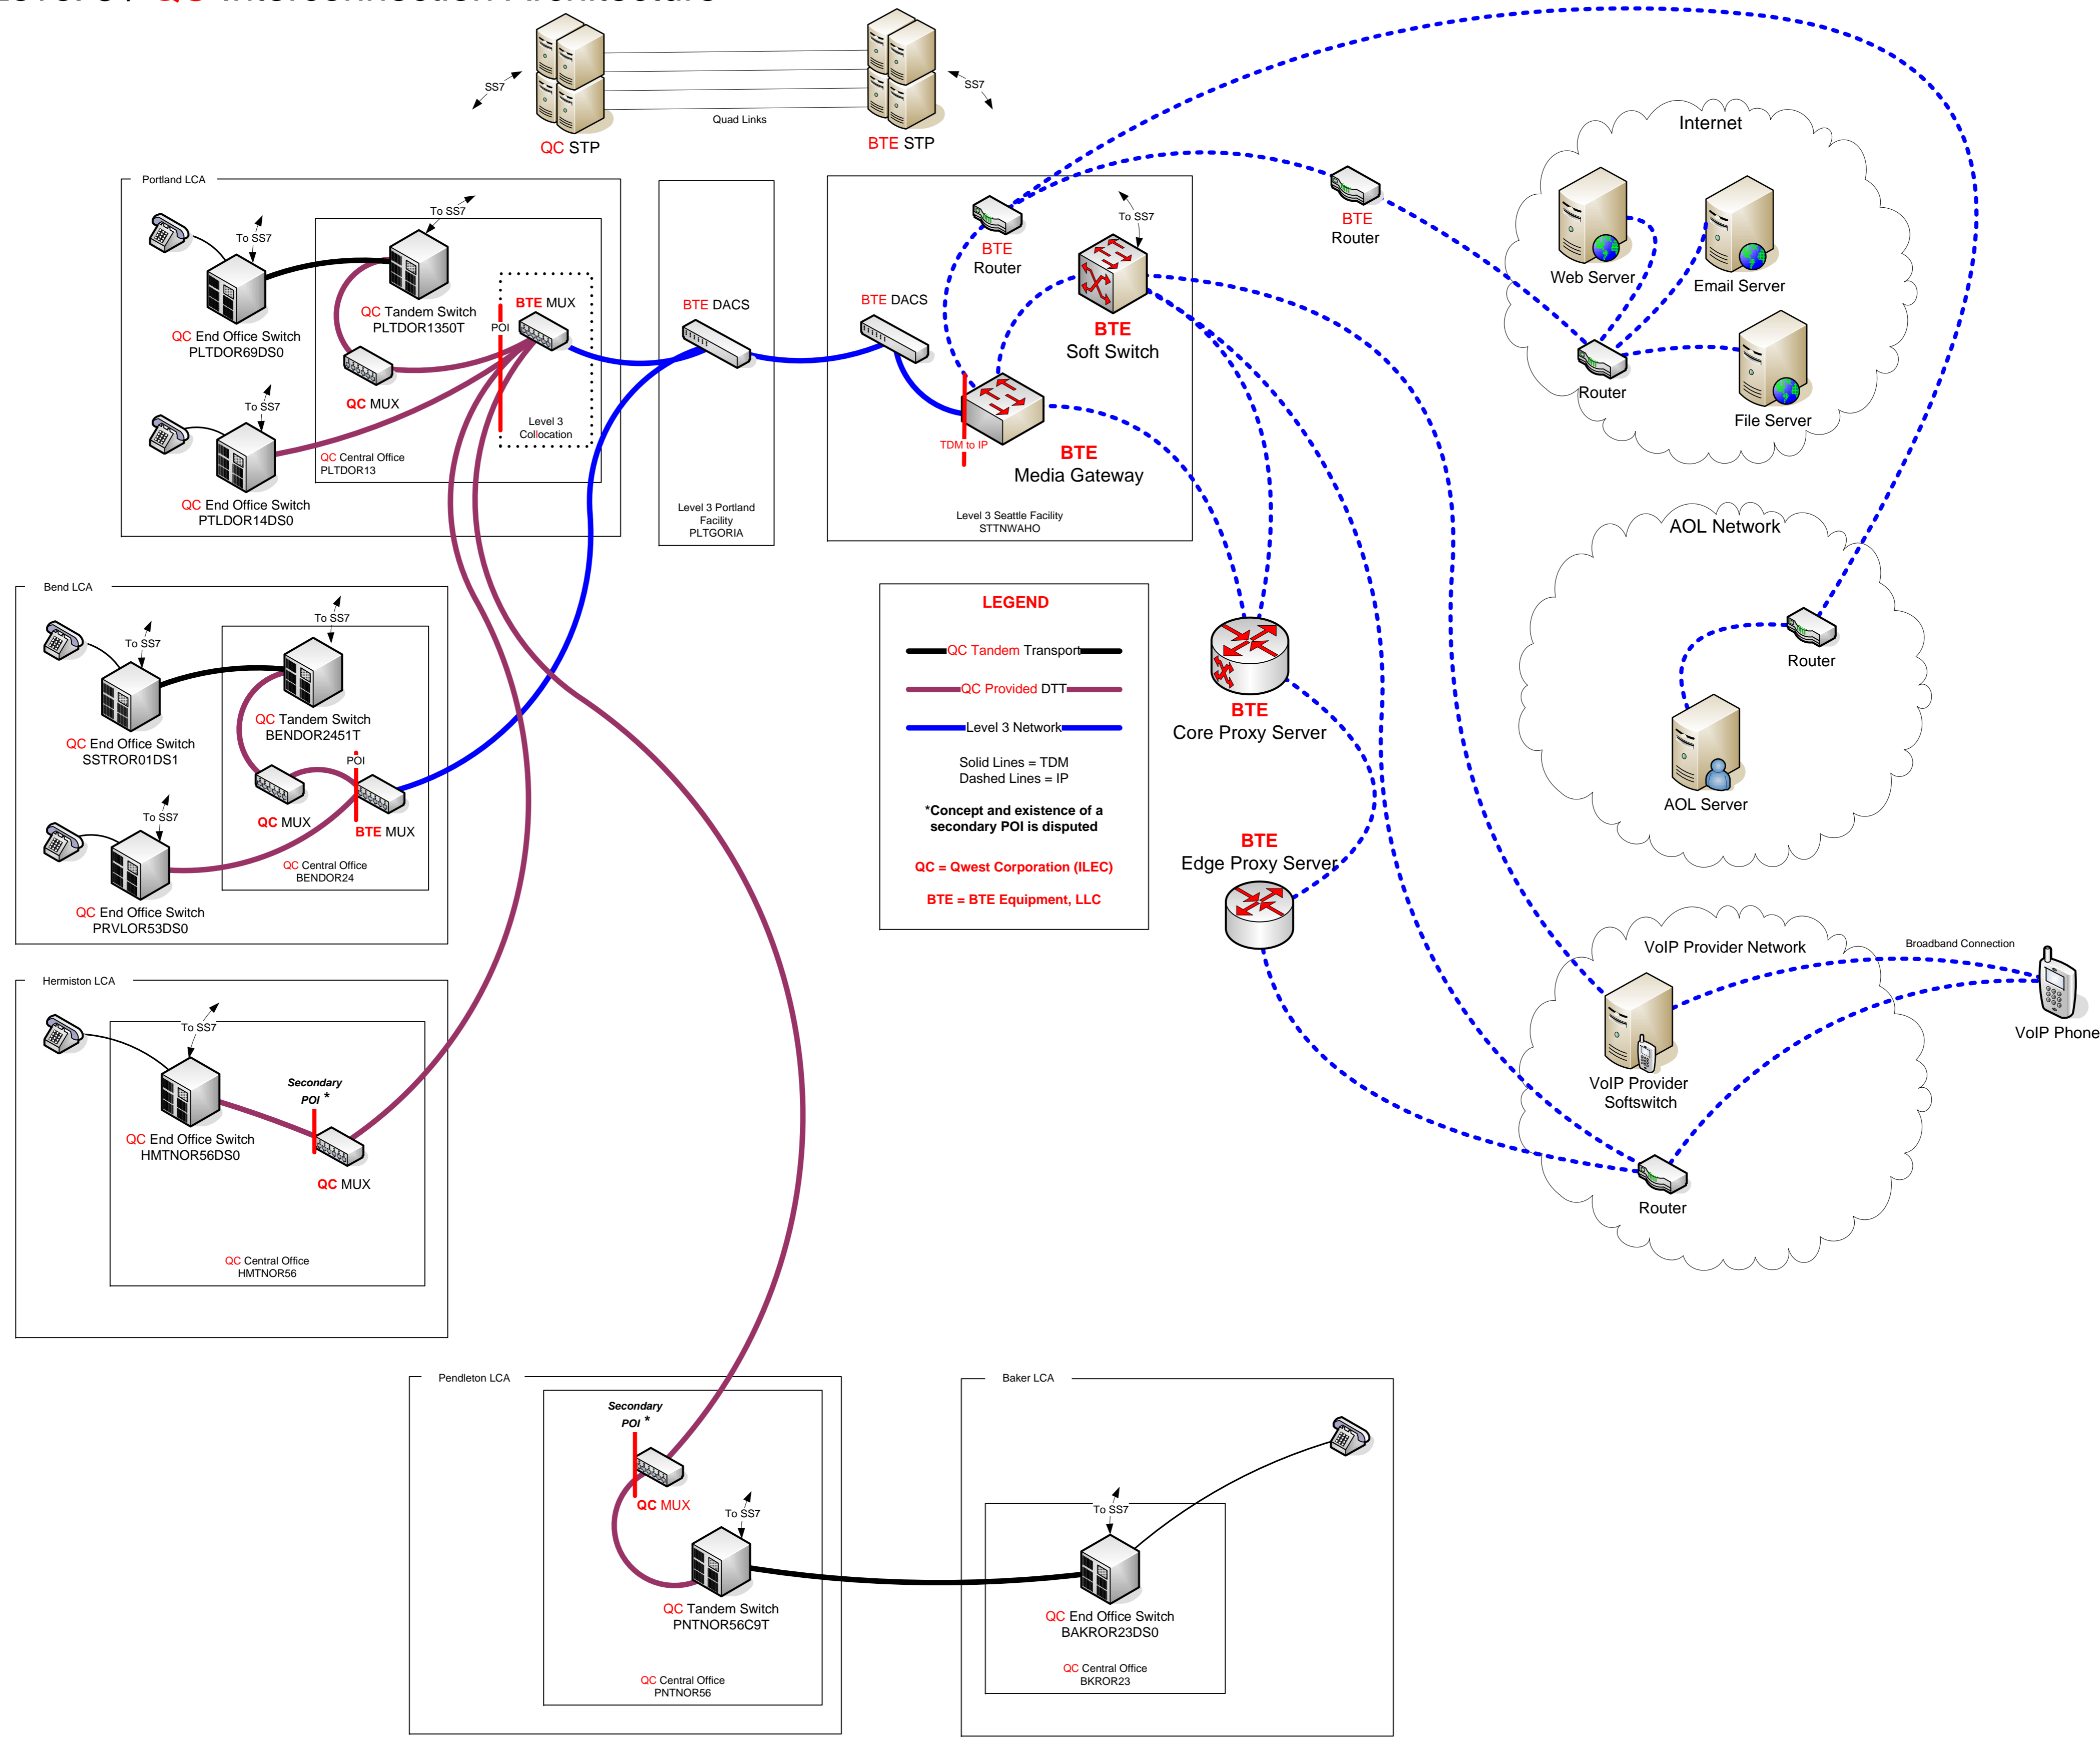 QC Interconnection Architecture
SS7
Quad Links
SS7
QC STP
BTE STP
Portland LCA
To SS7
To SS7
QC End Office Switch
PLTDOR69DS0
QC Tandem Switch
PLTDOR1350T
BTE MUX
POI
QC MUX
Level 3
Collocation
To SS7
QC Central Office
PLTDOR13
QC End Office Switch
PTLDOR14DS0
BTE DACS
Level 3 Portland
Facility
PLTGORIA
BTE DACS
BTE
Router
To SS7
BTE
Soft Switch
TDM to IP
BTE
Media Gateway
Level 3 Seattle Facility
STTNWAHO
BTE
Router
Internet
Web Server
Email Server
Router
File Server
AOL Network
Router
AOL Server
Bend LCA
To SS7
To SS7
QC Tandem Switch
BENDOR2451T
QC End Office Switch
SSTROR01DS1
POI
QC MUX
BTE MUX
To SS7
QC Central Office
BENDOR24
QC End Office Switch
PRVLOR53DS0
LEGEND
QC Tandem Transport
QC Provided DTT
Level 3 Network
Solid Lines = TDM
Dashed Lines = IP
*Concept and existence of a
secondary POI is disputed
QC = Qwest Corporation (ILEC)
BTE = BTE Equipment, LLC
BTE
Core Proxy Server
BTE
Edge Proxy Server
VoIP Provider Network
Broadband Connection
VoIP Phone
VoIP Provider
Softswitch
Router
Hermiston LCA
To SS7
Secondary
POI *
QC End Office Switch
HMTNOR56DS0
QC MUX
QC Central Office
HMTNOR56
Pendleton LCA
Secondary
POI *
QC MUX
To SS7
QC Tandem Switch
PNTNOR56C9T
QC Central Office
PNTNOR56
Baker LCA
To SS7
QC End Office Switch
BAKROR23DS0
QC Central Office
BKROR23